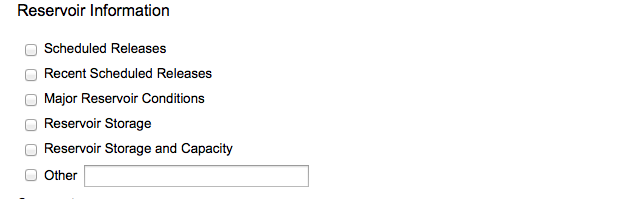 Reservoir Information
Scheduled Releases
Recent Scheduled Releases
Major Reservoir Conditions
Reservoir Storage
Reservoir Storage and Capacity
Other